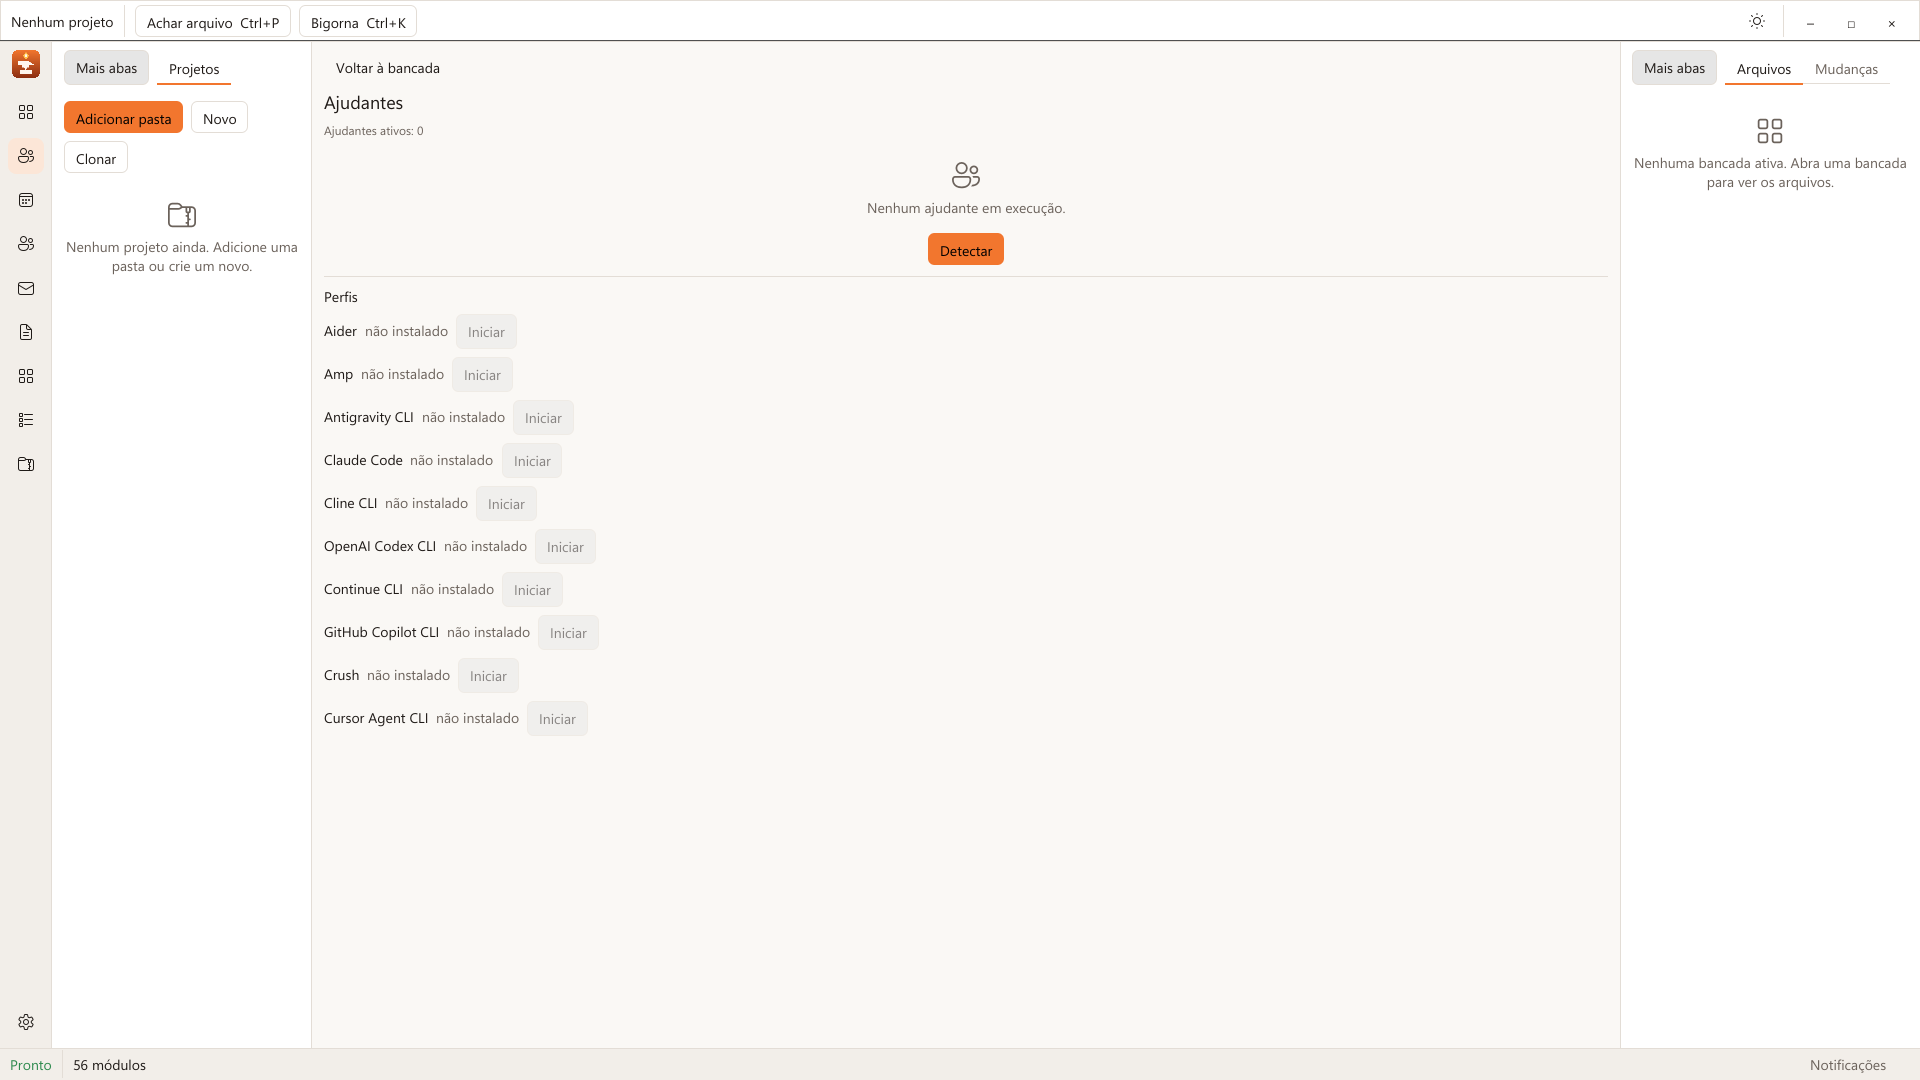 Nenhum projeto
Achar arquivo Ctrl+P
Bigorna Ctrl+K
Mais abas
Projetos
Adicionar pasta
Novo
Clonar
Nenhum projeto ainda. Adicione uma
pasta ou crie um novo.
Voltar à bancada
Ajudantes
Ajudantes ativos: 0
Nenhum ajudante em execução.
Detectar
Perfis
Aider não instalado Iniciar
Amp não instalado Iniciar
Antigravity CLI não instalado Iniciar
Claude Code não instalado Iniciar
Cline CLI não instalado Iniciar
OpenAI Codex CLI não instalado Iniciar
Continue CLI não instalado Iniciar
GitHub Copilot CLI não instalado Iniciar
Crush não instalado Iniciar
Cursor Agent CLI não instalado Iniciar
Mais abas
Arquivos
Mudanças
Nenhuma bancada ativa. Abra uma bancada
para ver os arquivos.
Pronto
56 módulos
Notificações